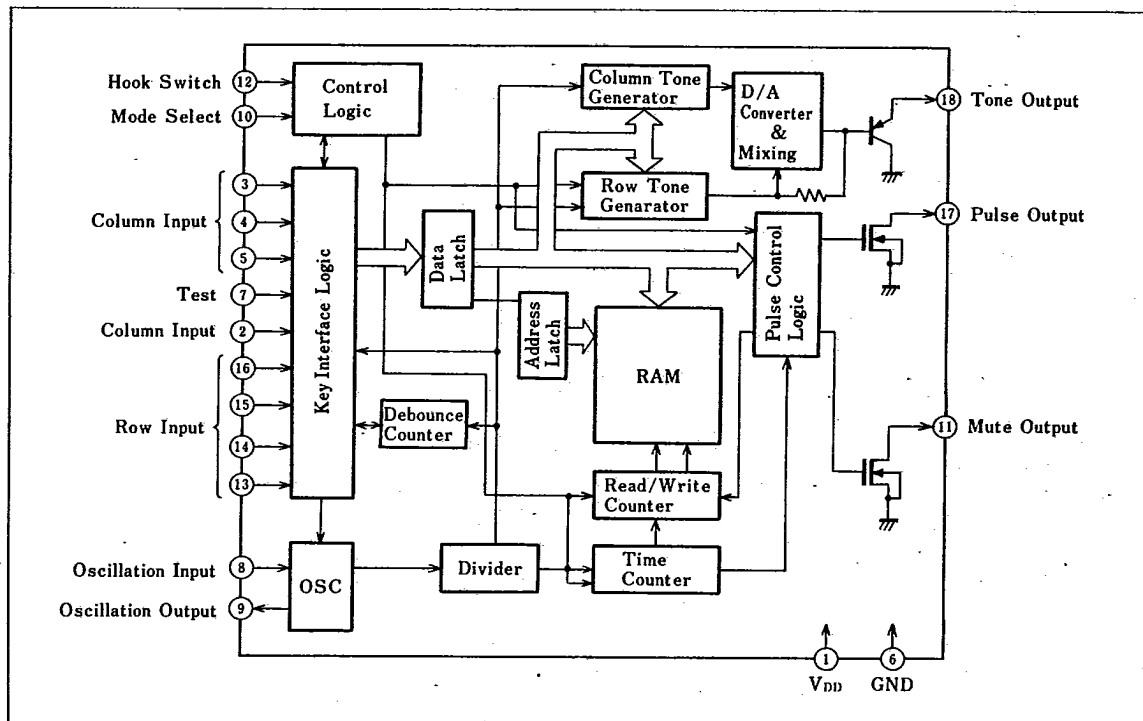 Hook Switch
12
Mode Select
10
Control
Logic
Column Tone
Generator
D/A
Converter
&
Mixing
18
Tone Output
Column Input
3
4
5
Row Tone
Genarator
17
Pulse Output
Test
7
Column Input
2
Key Interface Logic
Data
Latch
Address
Latch
RAM
Pulse Control
Logic
Row Input
16
15
14
13
Debounce
Counter
11
Mute Output
Read/Write
Counter
Oscillation Input
8
Oscillation Output
9
OSC
Divider
Time
Counter
1
VDD
6
GND